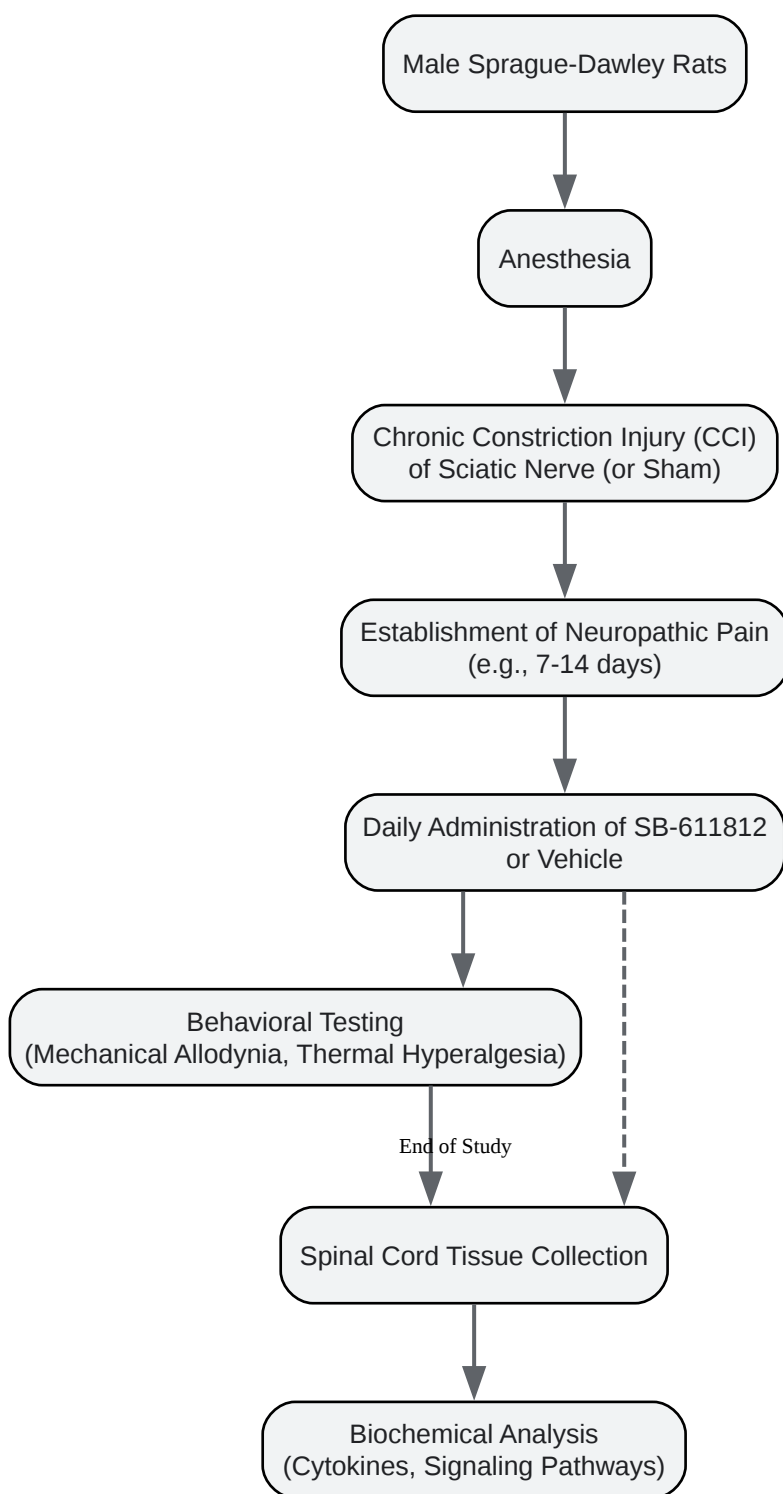 Male Sprague-Dawley Rats
Anesthesia
Chronic Constriction Injury (CCI)
of Sciatic Nerve (or Sham)
Establishment of Neuropathic Pain
(e.g., 7-14 days)
Daily Administration of SB-611812
or Vehicle
Behavioral Testing
(Mechanical Allodynia, Thermal Hyperalgesia)
End of Study
Spinal Cord Tissue Collection
Biochemical Analysis
(Cytokines, Signaling Pathways)